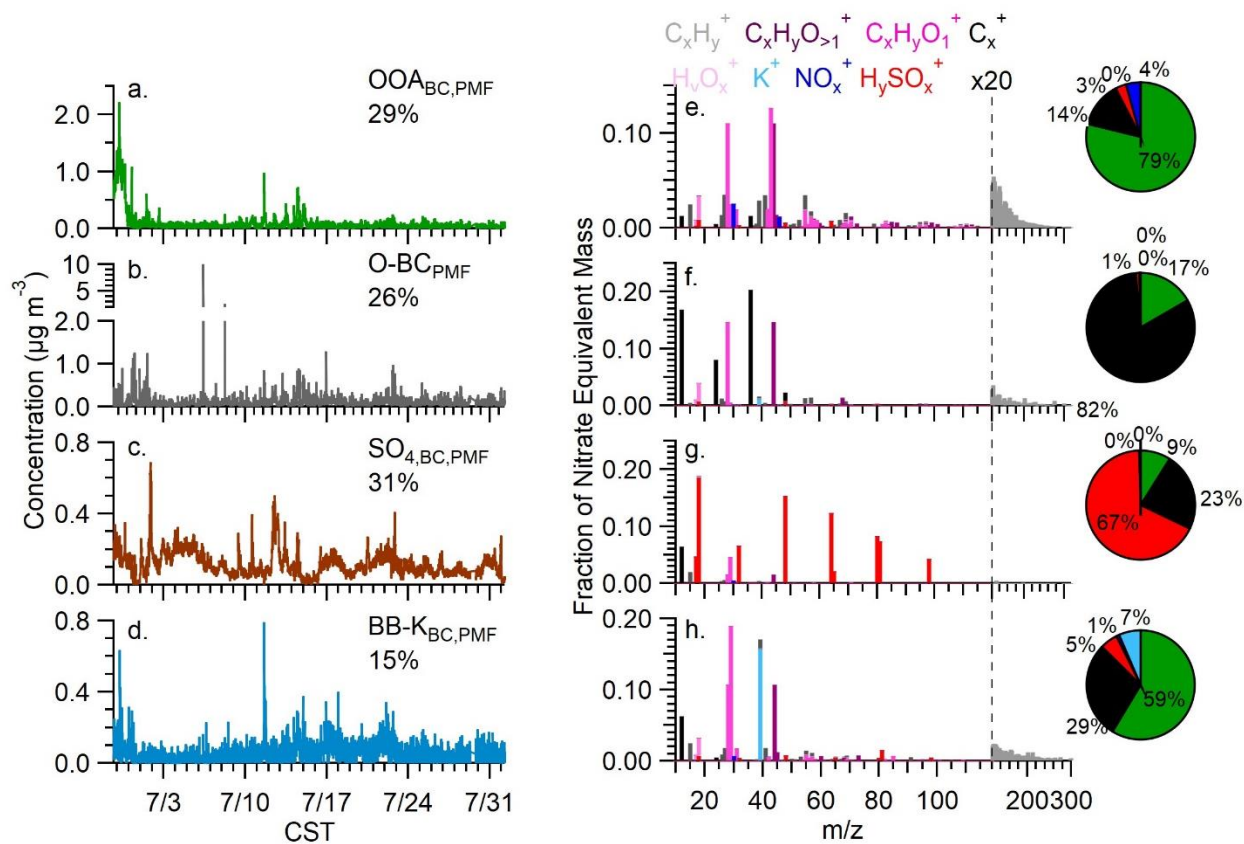 CxHy+ CxHyO>1+ CxHyO1+ Cx+
HyOx+ K+ NOx+ HySOx+ x20
a. OOABC,PMF
29%
2.0
1.0
0.0
b. O-BCPMF
26%
10
5
2
2.0
1.0
0.0
c. SO4,BC,PMF
31%
0.8
0.4
0.0
d. BB-KBC,PMF
15%
0.8
0.4
0.0
Concentration (µg m-3)
7/3 7/10 7/17 7/24 7/31
CST
e.
0.10
0.00
f.
0.20
0.10
0.00
g.
0.20
0.10
0.00
h.
0.20
0.10
0.00
Fraction of Nitrate Equivalent Mass
20 40 60 80 100 200 300
m/z
3% 0% 4%
14%
79%
0%
1% 0% 17%
82%
0% 0% 9%
67% 23%
1% 7%
5%
29% 59%